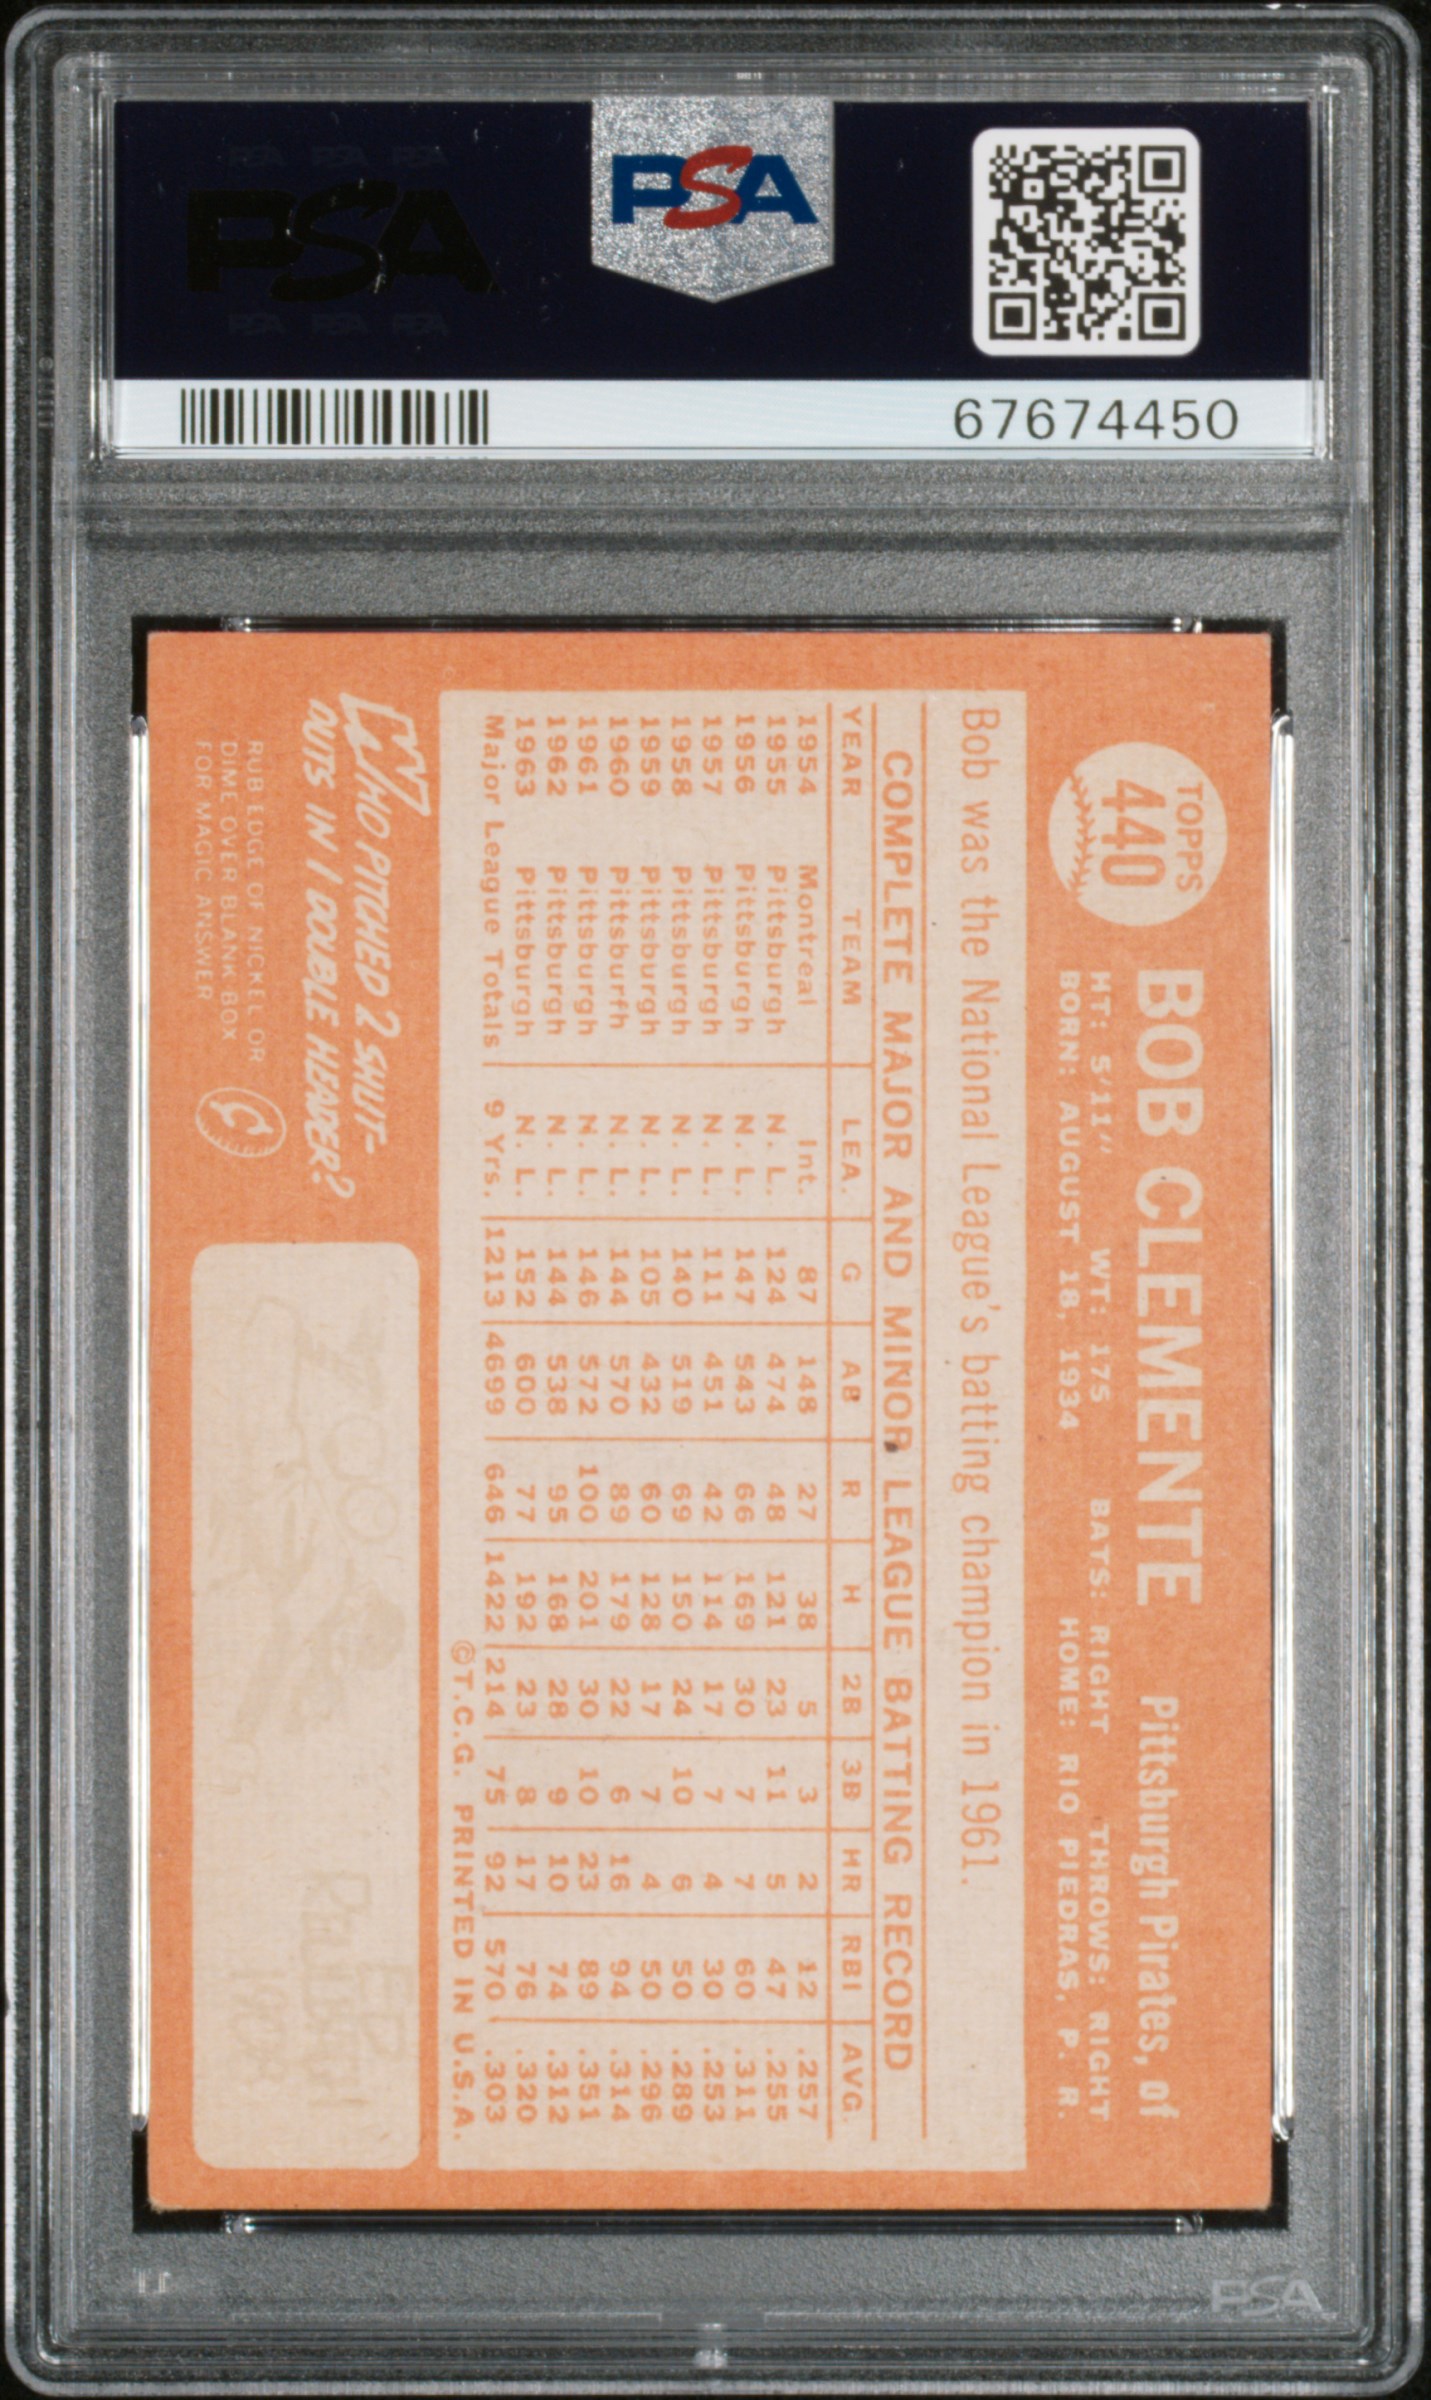 PSA
PSA PSA PSA
PSA
PSA PSA PSA
67674450
TOPPS
440
BOB CLEMENTE Pittsburgh Pirates, of
HT: 5'11" WT: 175 BATS: RIGHT THROWS: RIGHT
BORN: AUGUST 18, 1934 HOME: RIO PIEDRAS, P. R.
Bob was the National League's batting champion in 1961.
COMPLETE MAJOR AND MINOR LEAGUE BATTING RECORD
YEAR TEAM LEA. G AB R H 2B 3B HR RBI AVG.
1954 Montreal Int. 87 148 27 38 5 3 2 12 .257
1955 Pittsburgh N. L. 124 474 48 121 23 11 5 47 .255
1956 Pittsburgh N. L. 147 543 66 169 30 7 7 60 .311
1957 Pittsburgh N. L. 111 451 42 114 17 7 4 30 .253
1958 Pittsburgh N. L. 140 519 69 150 24 10 6 50 .289
1959 Pittsburgh N. L. 105 432 60 128 17 7 4 50 .296
1960 Pittsburfh N. L. 144 570 89 179 22 6 16 94 .314
1961 Pittsburgh N. L. 146 572 100 201 30 10 23 89 .351
1962 Pittsburgh N. L. 144 538 95 168 28 9 10 74 .312
1963 Pittsburgh N. L. 152 600 77 192 23 8 17 76 .320
Major League Totals 9 Yrs. 1213 4699 646 1422 214 75 92 570 .303
©T.C.G. PRINTED IN U.S.A.
WHO PITCHED 2 SHUT-
OUTS IN 1 DOUBLE HEADER?
RUB EDGE OF NICKEL OR
DIME OVER BLANK BOX
FOR MAGIC ANSWER
ED
REULBACH
1908
PSA